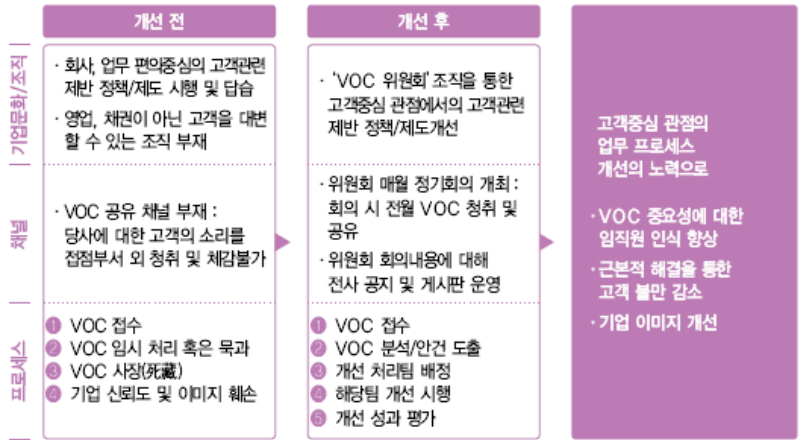 개선 전
개선 후
기업문화/조직
· 회사, 업무 편의중심의 고객관련
제반 정책/제도 시행 및 답습
· 영업, 채권이 아닌 고객을 대변
할 수 있는 조직 부재
· ‘VOC 위원회’ 조직을 통한
고객중심 관점에서의 고객관련
제반 정책/제도개선
채널
· VOC 공유 채널 부재 :
당사에 대한 고객의 소리를
접점부서 외 청취 및 체감불가
· 위원회 매월 정기회의 개최 :
회의 시 전월 VOC 청취 및
공유
· 위원회 회의내용에 대해
전사 공지 및 게시판 운영
프로세스
❶ VOC 접수
❷ VOC 임시 처리 혹은 묵과
❸ VOC 사장(死藏)
❹ 기업 신뢰도 및 이미지 훼손
❶ VOC 접수
❷ VOC 분석/안건 도출
❸ 개선 처리팀 배정
❹ 해당팀 개선 시행
❺ 개선 성과 평가
고객중심 관점의
업무 프로세스
개선의 노력으로
· VOC 중요성에 대한
임직원 인식 향상
· 근본적 해결을 통한
고객 불만 감소
· 기업 이미지 개선